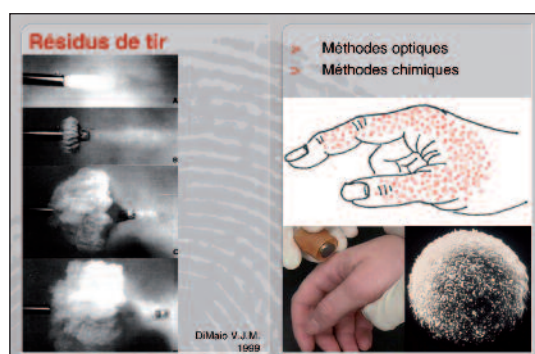 Résidus de tir
A
B
C
DiMaio V.J.M.
1999
> Méthodes optiques
> Méthodes chimiques